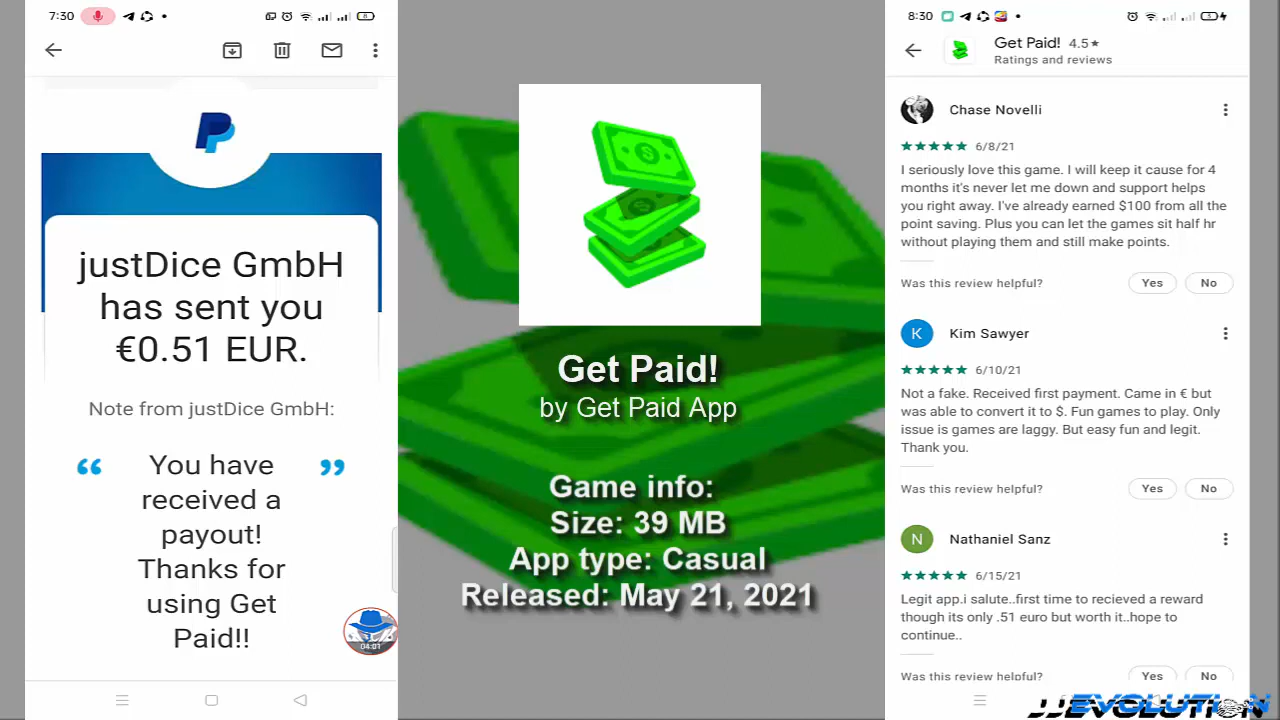 7:30
justDice GmbH
has sent you
€0.51 EUR.
Note from justDice GmbH:
“ You have ”
received a
payout!
Thanks for
using Get
Paid!!
04:01
Get Paid!
by Get Paid App
Game info:
Size: 39 MB
App type: Casual
Released: May 21, 2021
8:30
Get Paid! 4.5★
Ratings and reviews
Chase Novelli
6/8/21
I seriously love this game. I will keep it cause for 4
months it's never let me down and support helps
you right away. I've already earned $100 from all the
point saving. Plus you can let the games sit half hr
without playing them and still make points.
Was this review helpful? Yes No
K Kim Sawyer
6/10/21
Not a fake. Received first payment. Came in € but
was able to convert it to $. Fun games to play. Only
issue is games are laggy. But easy fun and legit.
Thank you.
Was this review helpful? Yes No
N Nathaniel Sanz
6/15/21
Legit app.i salute..first time to recieved a reward
though its only .51 euro but worth it..hope to
continue..
Was this review helpful? Yes No
JJEVOLUTION